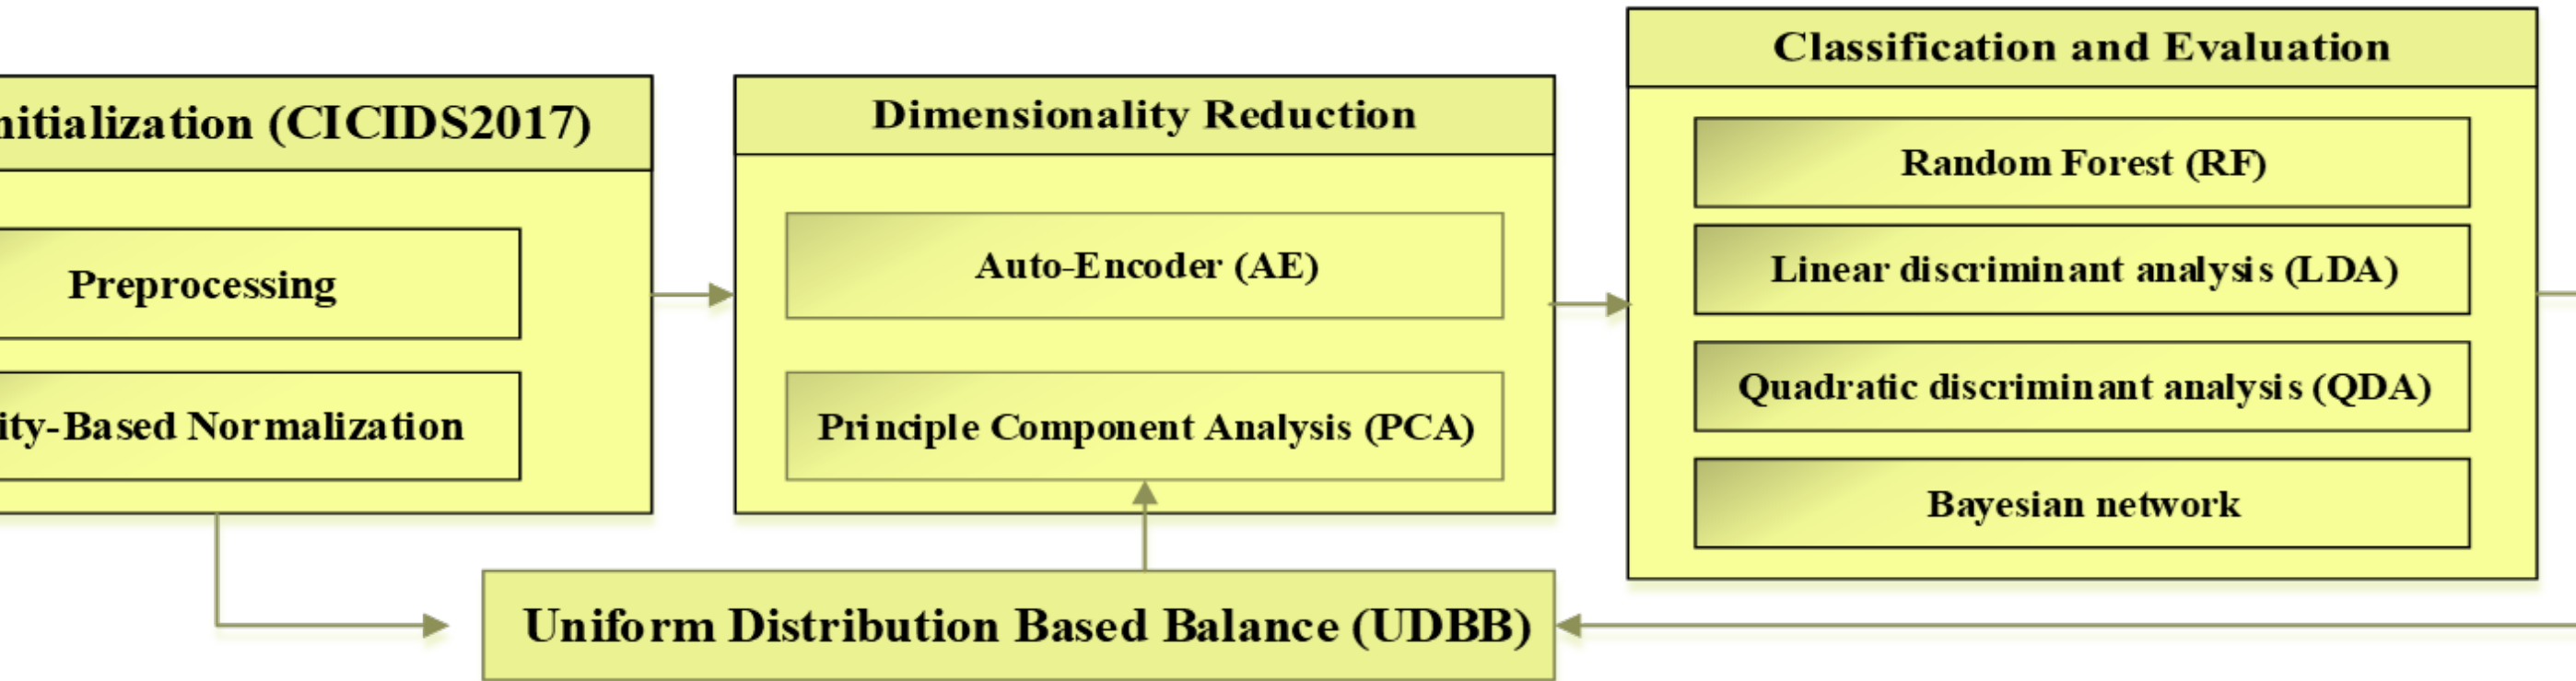 nitialization (CICIDS2017)
Preprocessing
ity-Based Normalization
Dimensionality Reduction
Auto-Encoder (AE)
Principle Component Analysis (PCA)
Classification and Evaluation
Random Forest (RF)
Linear discriminant analysis (LDA)
Quadratic discriminant analysis (QDA)
Bayesian network
Uniform Distribution Based Balance (UDBB)